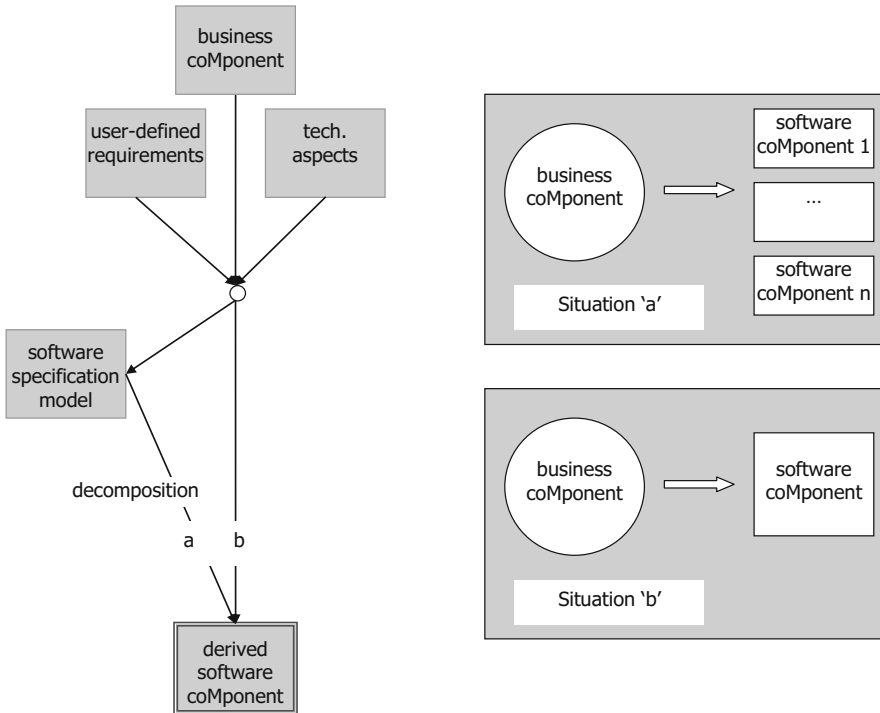 business
coMponent
user-defined
requirements
tech.
aspects
software
specification
model
decomposition
a
b
derived
software
coMponent
business
coMponent
software
coMponent 1
...
software
coMponent n
Situation ‘a’
business
coMponent
software
coMponent
Situation ‘b’